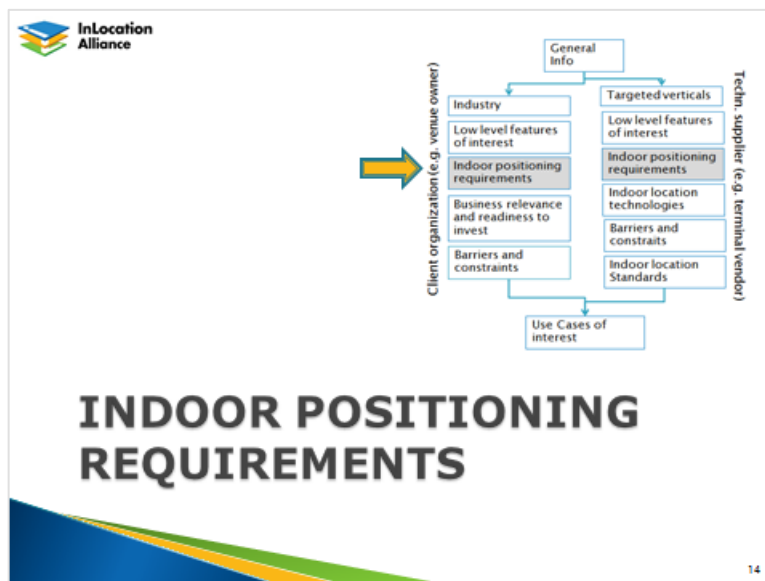 InLocation
Alliance
General
Info
Client organization(e.g. venue owner)
Industry
Low level features
of interest
Indoor positioning
requirements
Business relevance
and readiness to
invest
Barriers and
constraints
Targeted verticals
Low level features
of interest
Indoor positioning
requirements
Indoor location
technologies
Barriers and
constraits
Indoor location
Standards
Techn. supplier (e.g. terminal vendor)
Use Cases of
interest
INDOOR POSITIONING
REQUIREMENTS
14